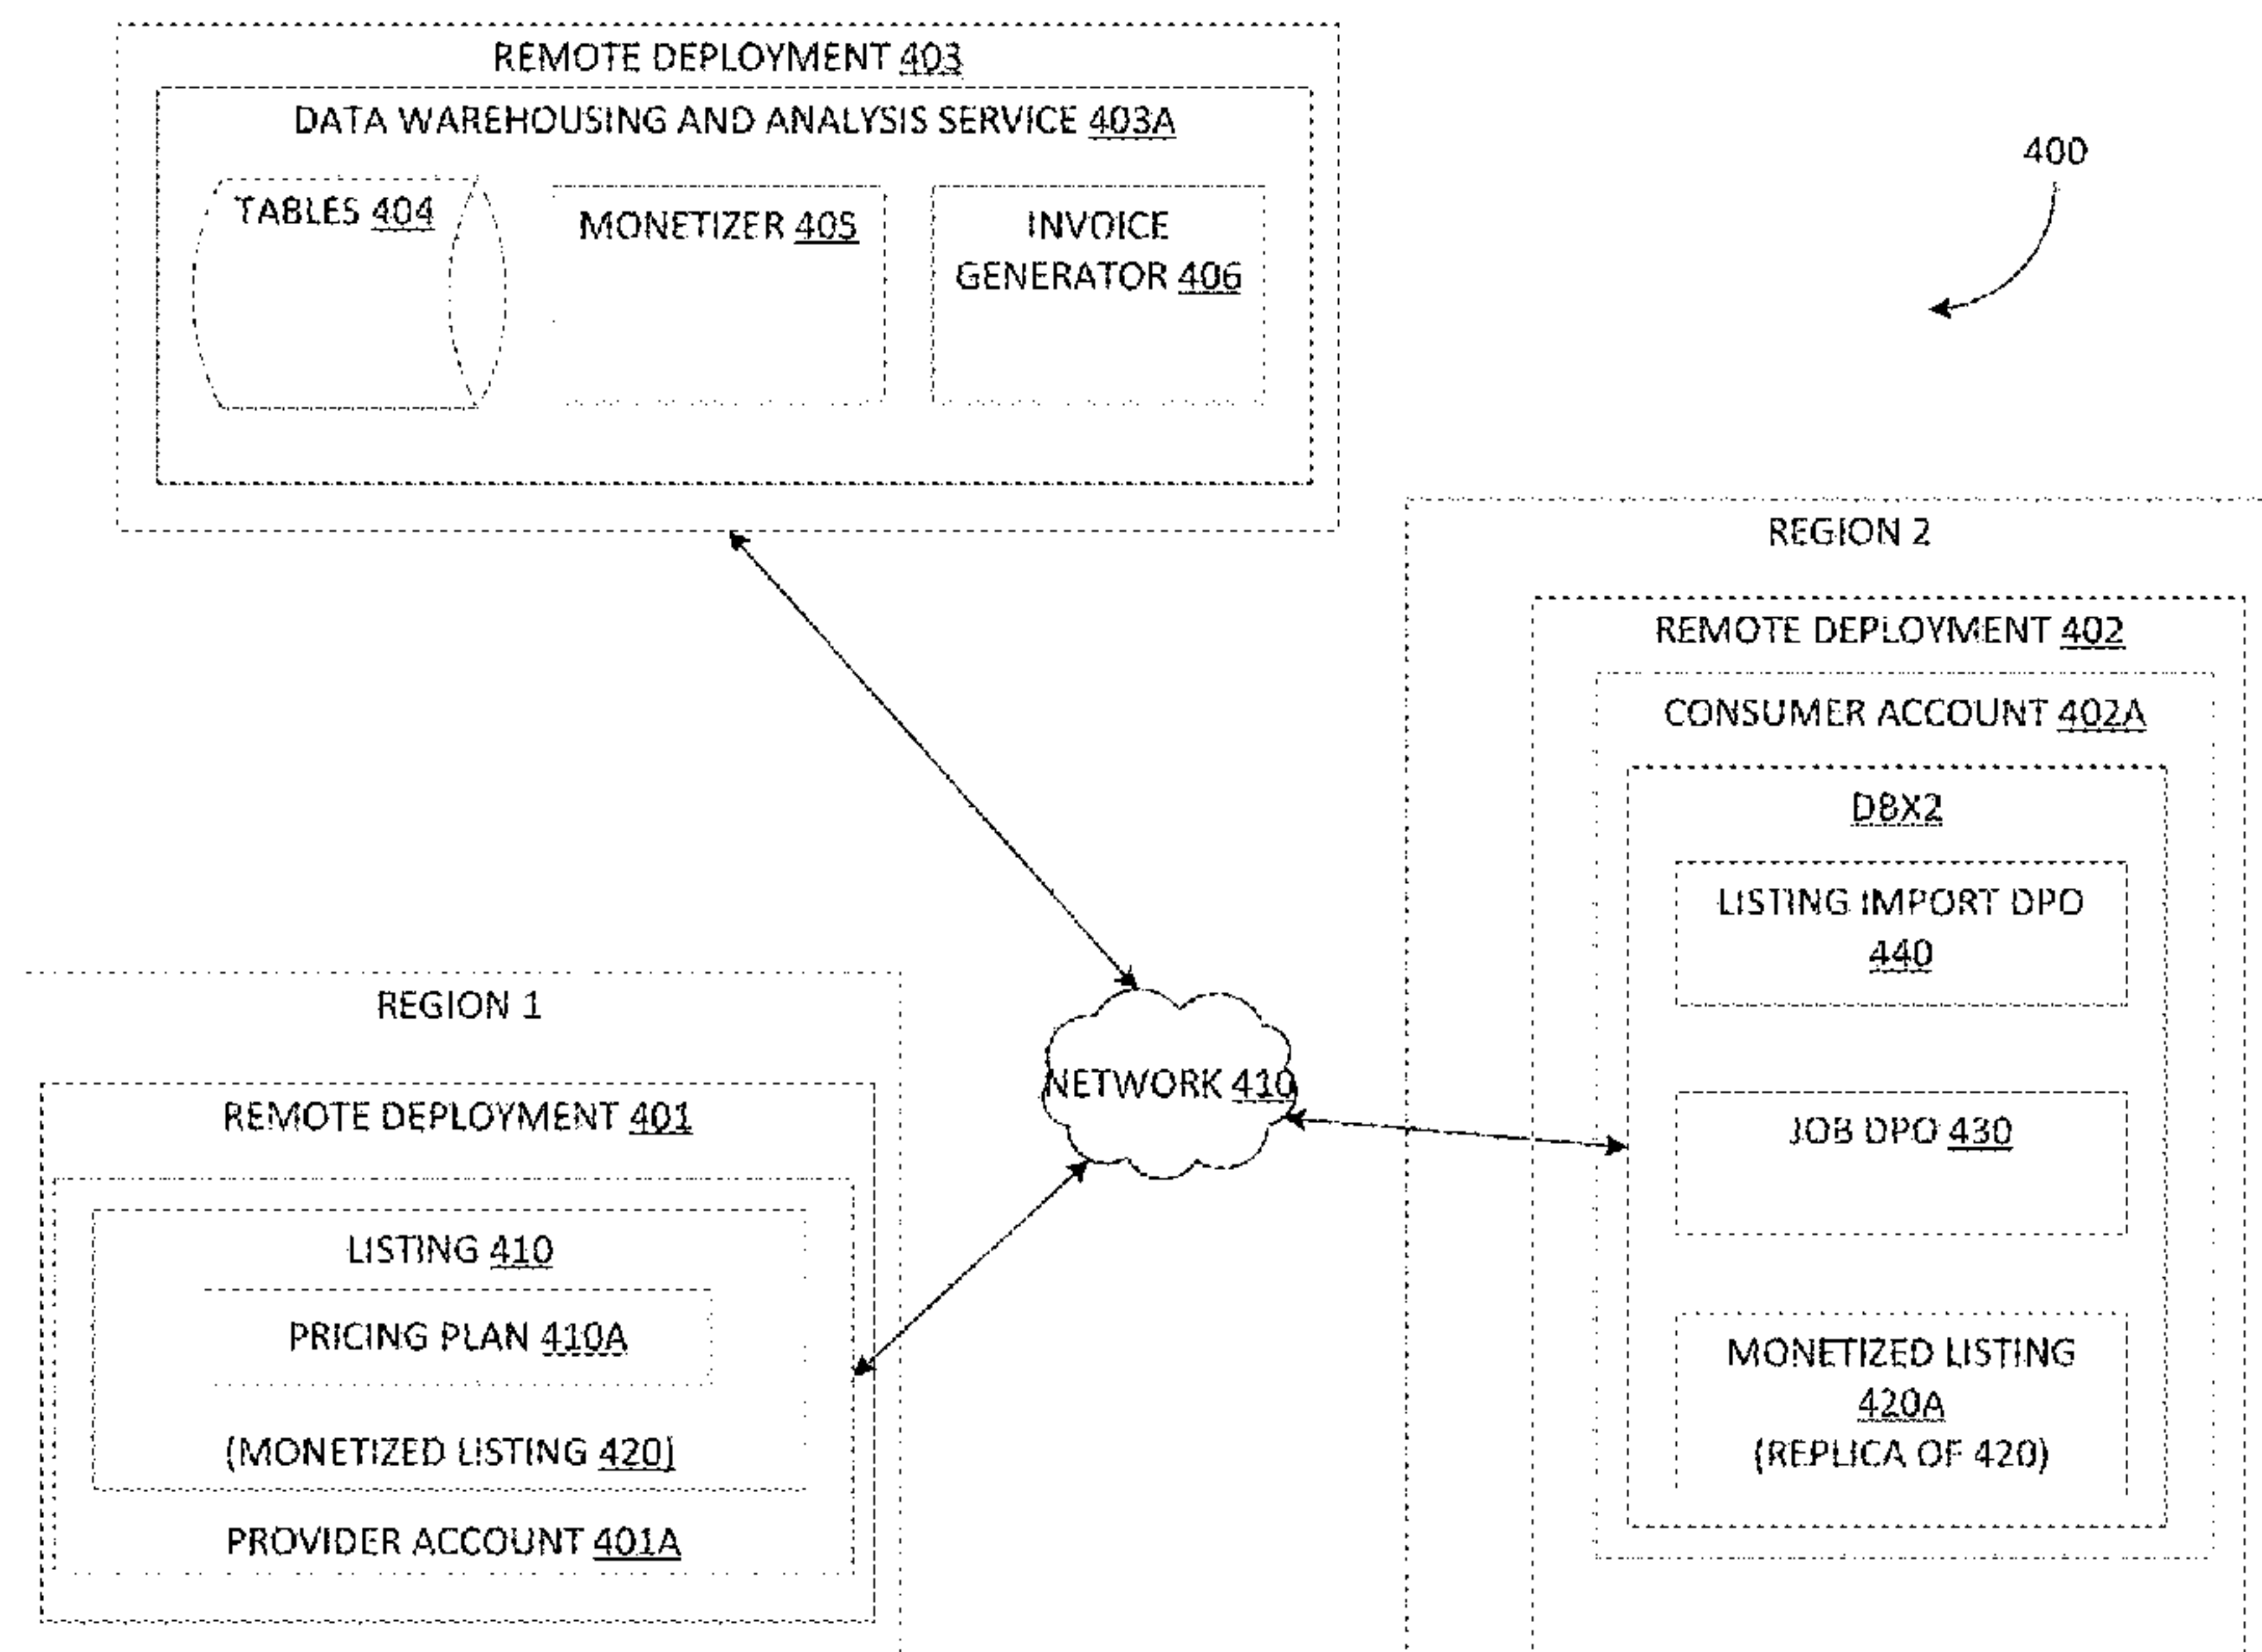 REMOTE DEPLOYMENT 403
DATA WAREHOUSING AND ANALYSIS SERVICE 403A
TABLES 404
MONETIZER 405
INVOICE
GENERATOR 406
400
REGION 2
REMOTE DEPLOYMENT 402
CONSUMER ACCOUNT 402A
DBX2
LISTING IMPORT DPO
440
JOB DPO 430
MONETIZED LISTING
420A
(REPLICA OF 420)
NETWORK 410
REGION 1
REMOTE DEPLOYMENT 401
LISTING 410
PRICING PLAN 410A
(MONETIZED LISTING 420)
PROVIDER ACCOUNT 401A